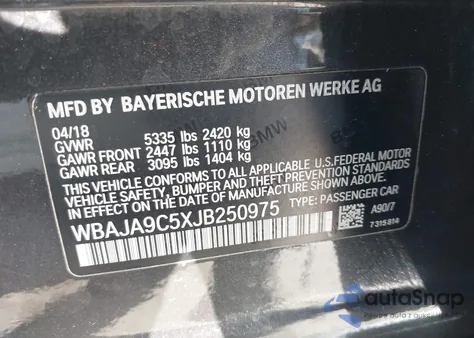 MFD BY BAYERISCHE MOTOREN WERKE AG
04/18
GVWR 5335 lbs 2420 kg
GAWR FRONT 2447 lbs 1110 kg
GAWR REAR 3095 lbs 1404 kg
THIS VEHICLE CONFORMS TO ALL APPLICABLE U.S.FEDERAL MOTOR
VEHICLE SAFETY, BUMPER, AND THEFT PREVENTION STANDARDS
IN EFFECT ON THE DATE OF MANUFACTURE SHOWN ABOVE.
WBAJA9C5XJB250975 TYPE: PASSENGER CAR
A90/7
7315814
autoSnap